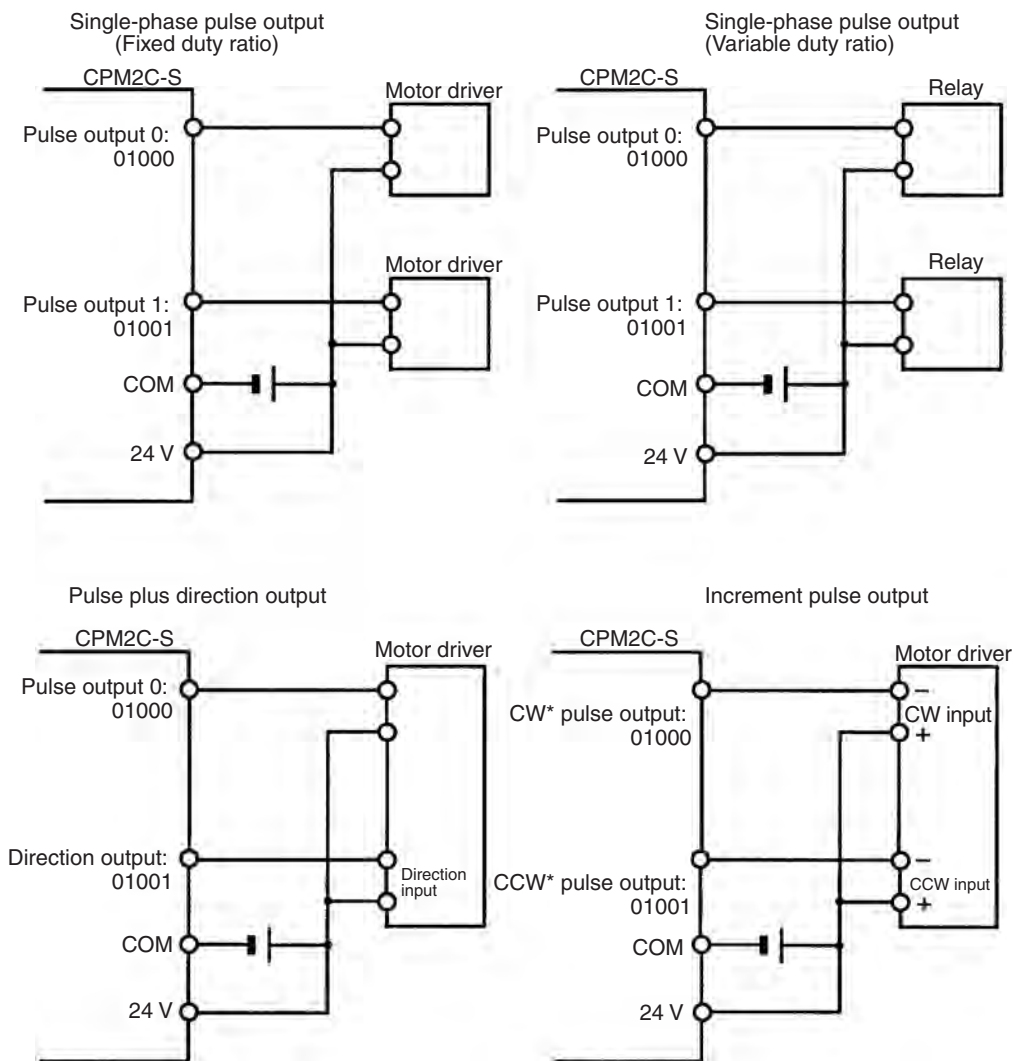 Single-phase pulse output
(Fixed duty ratio)
CPM2C-S
Motor driver
Pulse output 0:
01000
Motor driver
Pulse output 1:
01001
COM
24 V
Single-phase pulse output
(Variable duty ratio)
CPM2C-S
Relay
Pulse output 0:
01000
Relay
Pulse output 1:
01001
COM
24 V
Pulse plus direction output
CPM2C-S
Motor driver
Pulse output 0:
01000
Direction output:
01001
Direction
input
COM
24 V
Increment pulse output
CPM2C-S
Motor driver
−
CW* pulse output:
01000
CW input
+
−
CCW* pulse output:
01001
CCW input
+
COM
24 V